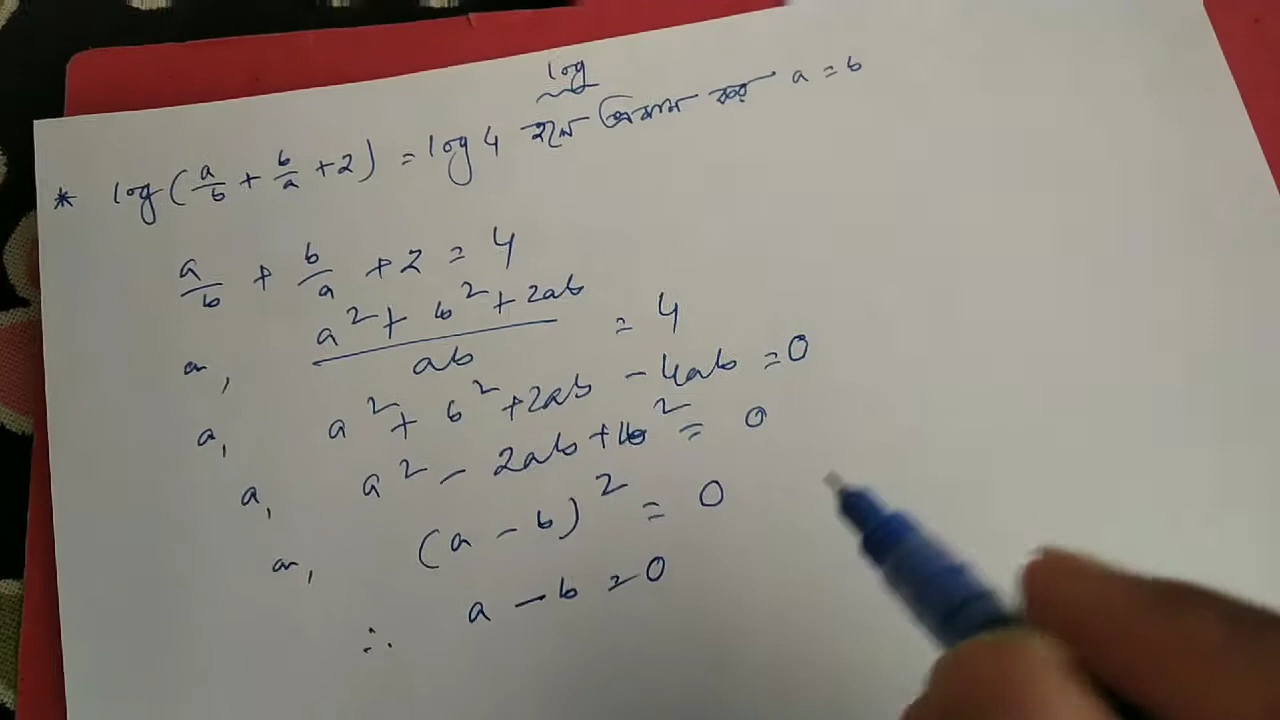 log
* log(a/b + b/a + 2) = log 4 হলে প্রমাণ কর a = b
a/b + b/a + 2 = 4
বা, (a² + b² + 2ab)/ab = 4
বা, a² + b² + 2ab - 4ab = 0
বা, a² - 2ab + b² = 0
বা, (a - b)² = 0
∴ a - b = 0